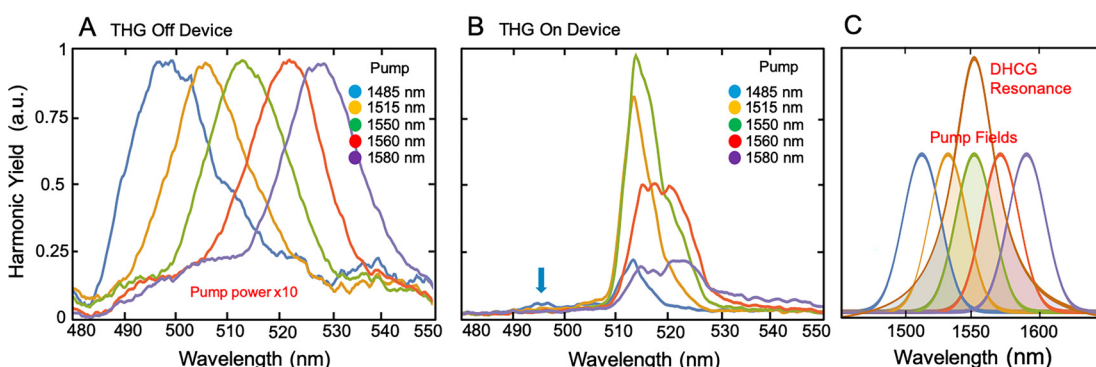 A THG Off Device
Harmonic Yield (a.u.)
1
0.75
0.5
0.25
0
Pump
1485 nm
1515 nm
1550 nm
1560 nm
1580 nm
Pump power x10
480 490 500 510 520 530 540 550
Wavelength (nm)
B THG On Device
Pump
1485 nm
1515 nm
1550 nm
1560 nm
1580 nm
480 490 500 510 520 530 540 550
Wavelength (nm)
C
DHCG
Resonance
Pump Fields
1500 1550 1600
Wavelength (nm)